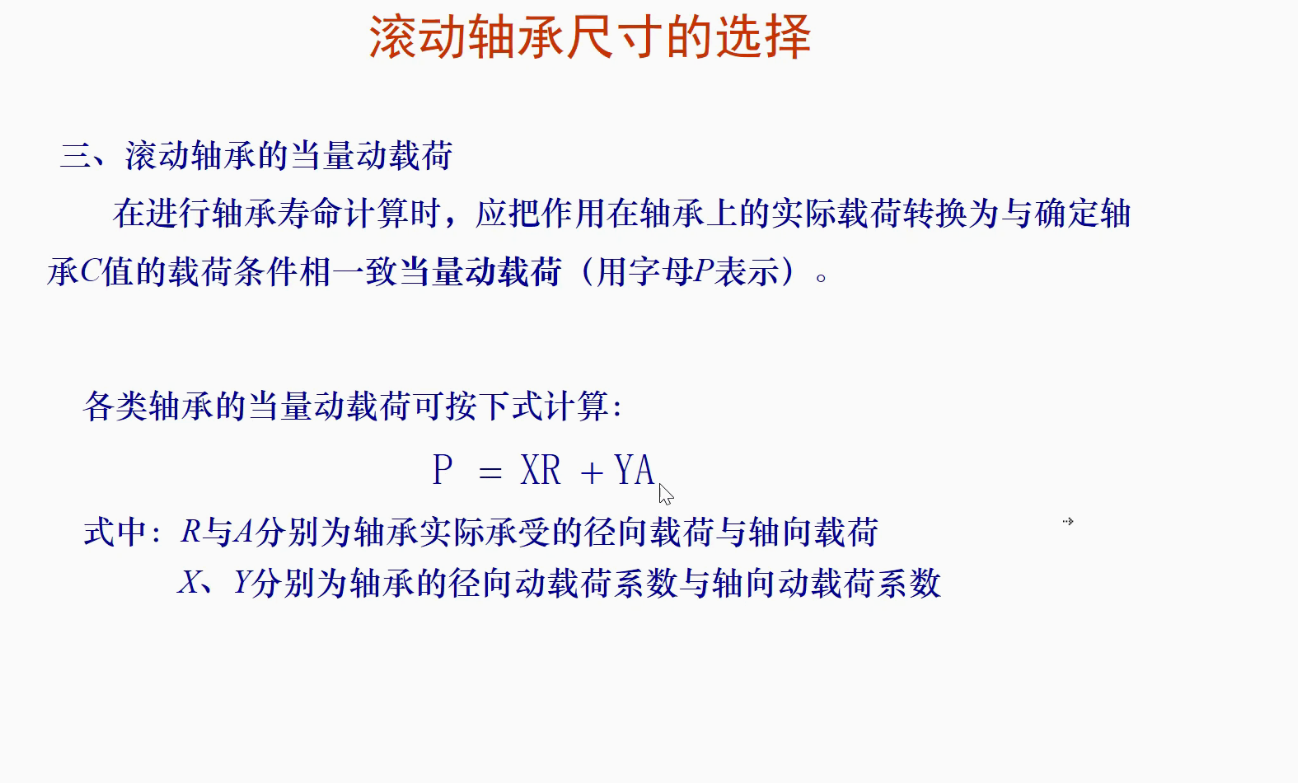 滚动轴承尺寸的选择
三、滚动轴承的当量动载荷
在进行轴承寿命计算时，应把作用在轴承上的实际载荷转换为与确定轴
承C值的载荷条件相一致当量动载荷（用字母P表示）。
各类轴承的当量动载荷可按下式计算：
P = XR + YA
式中：R与A分别为轴承实际承受的径向载荷与轴向载荷
X、Y分别为轴承的径向动载荷系数与轴向动载荷系数